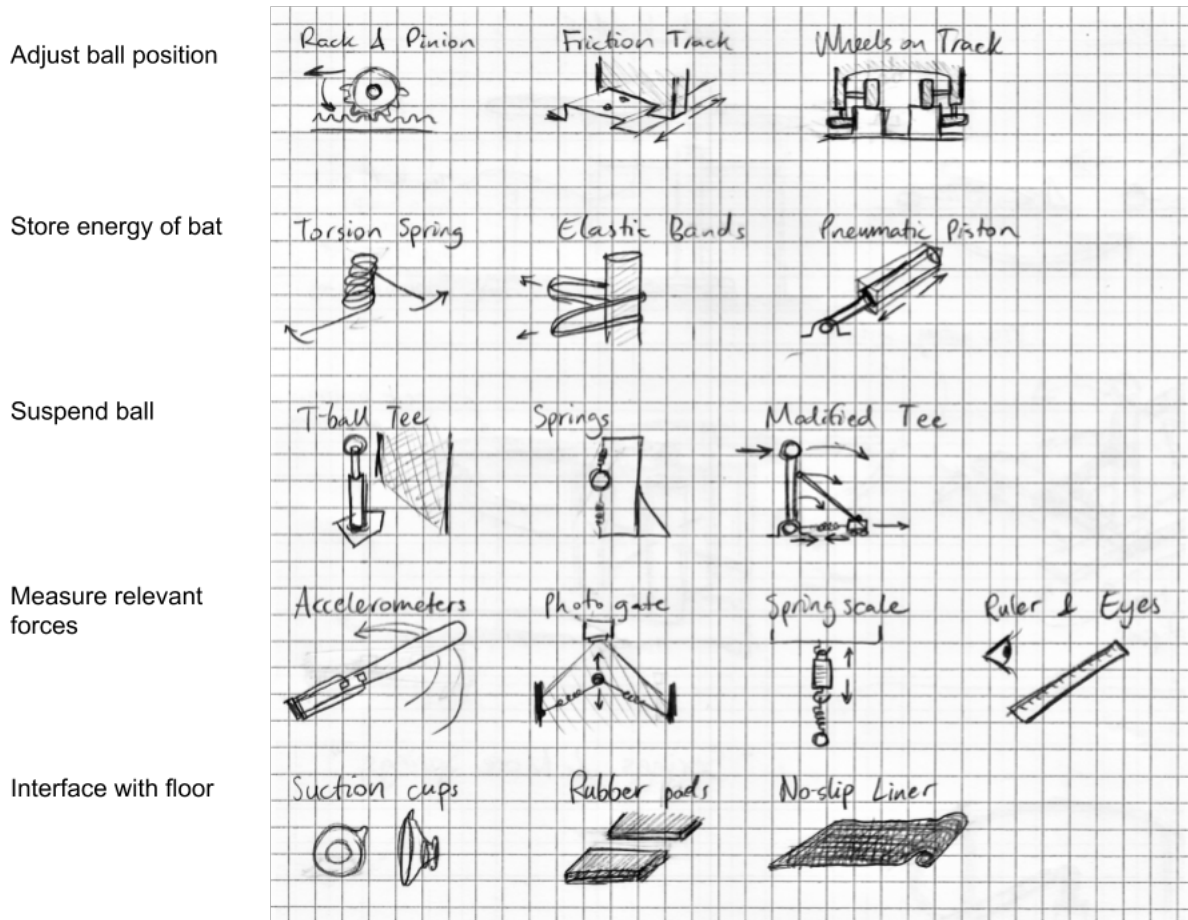 Adjust ball position
Rack & Pinion
Friction Track
Wheels on Track
Store energy of bat
Torsion Spring
Elastic Bands
Pneumatic Piston
Suspend ball
T-ball Tee
Springs
Modified Tee
Measure relevant
forces
Accelerometers
Photogate
Spring scale
Ruler & Eyes
Interface with floor
Suction cups
Rubber pads
No-slip Liner